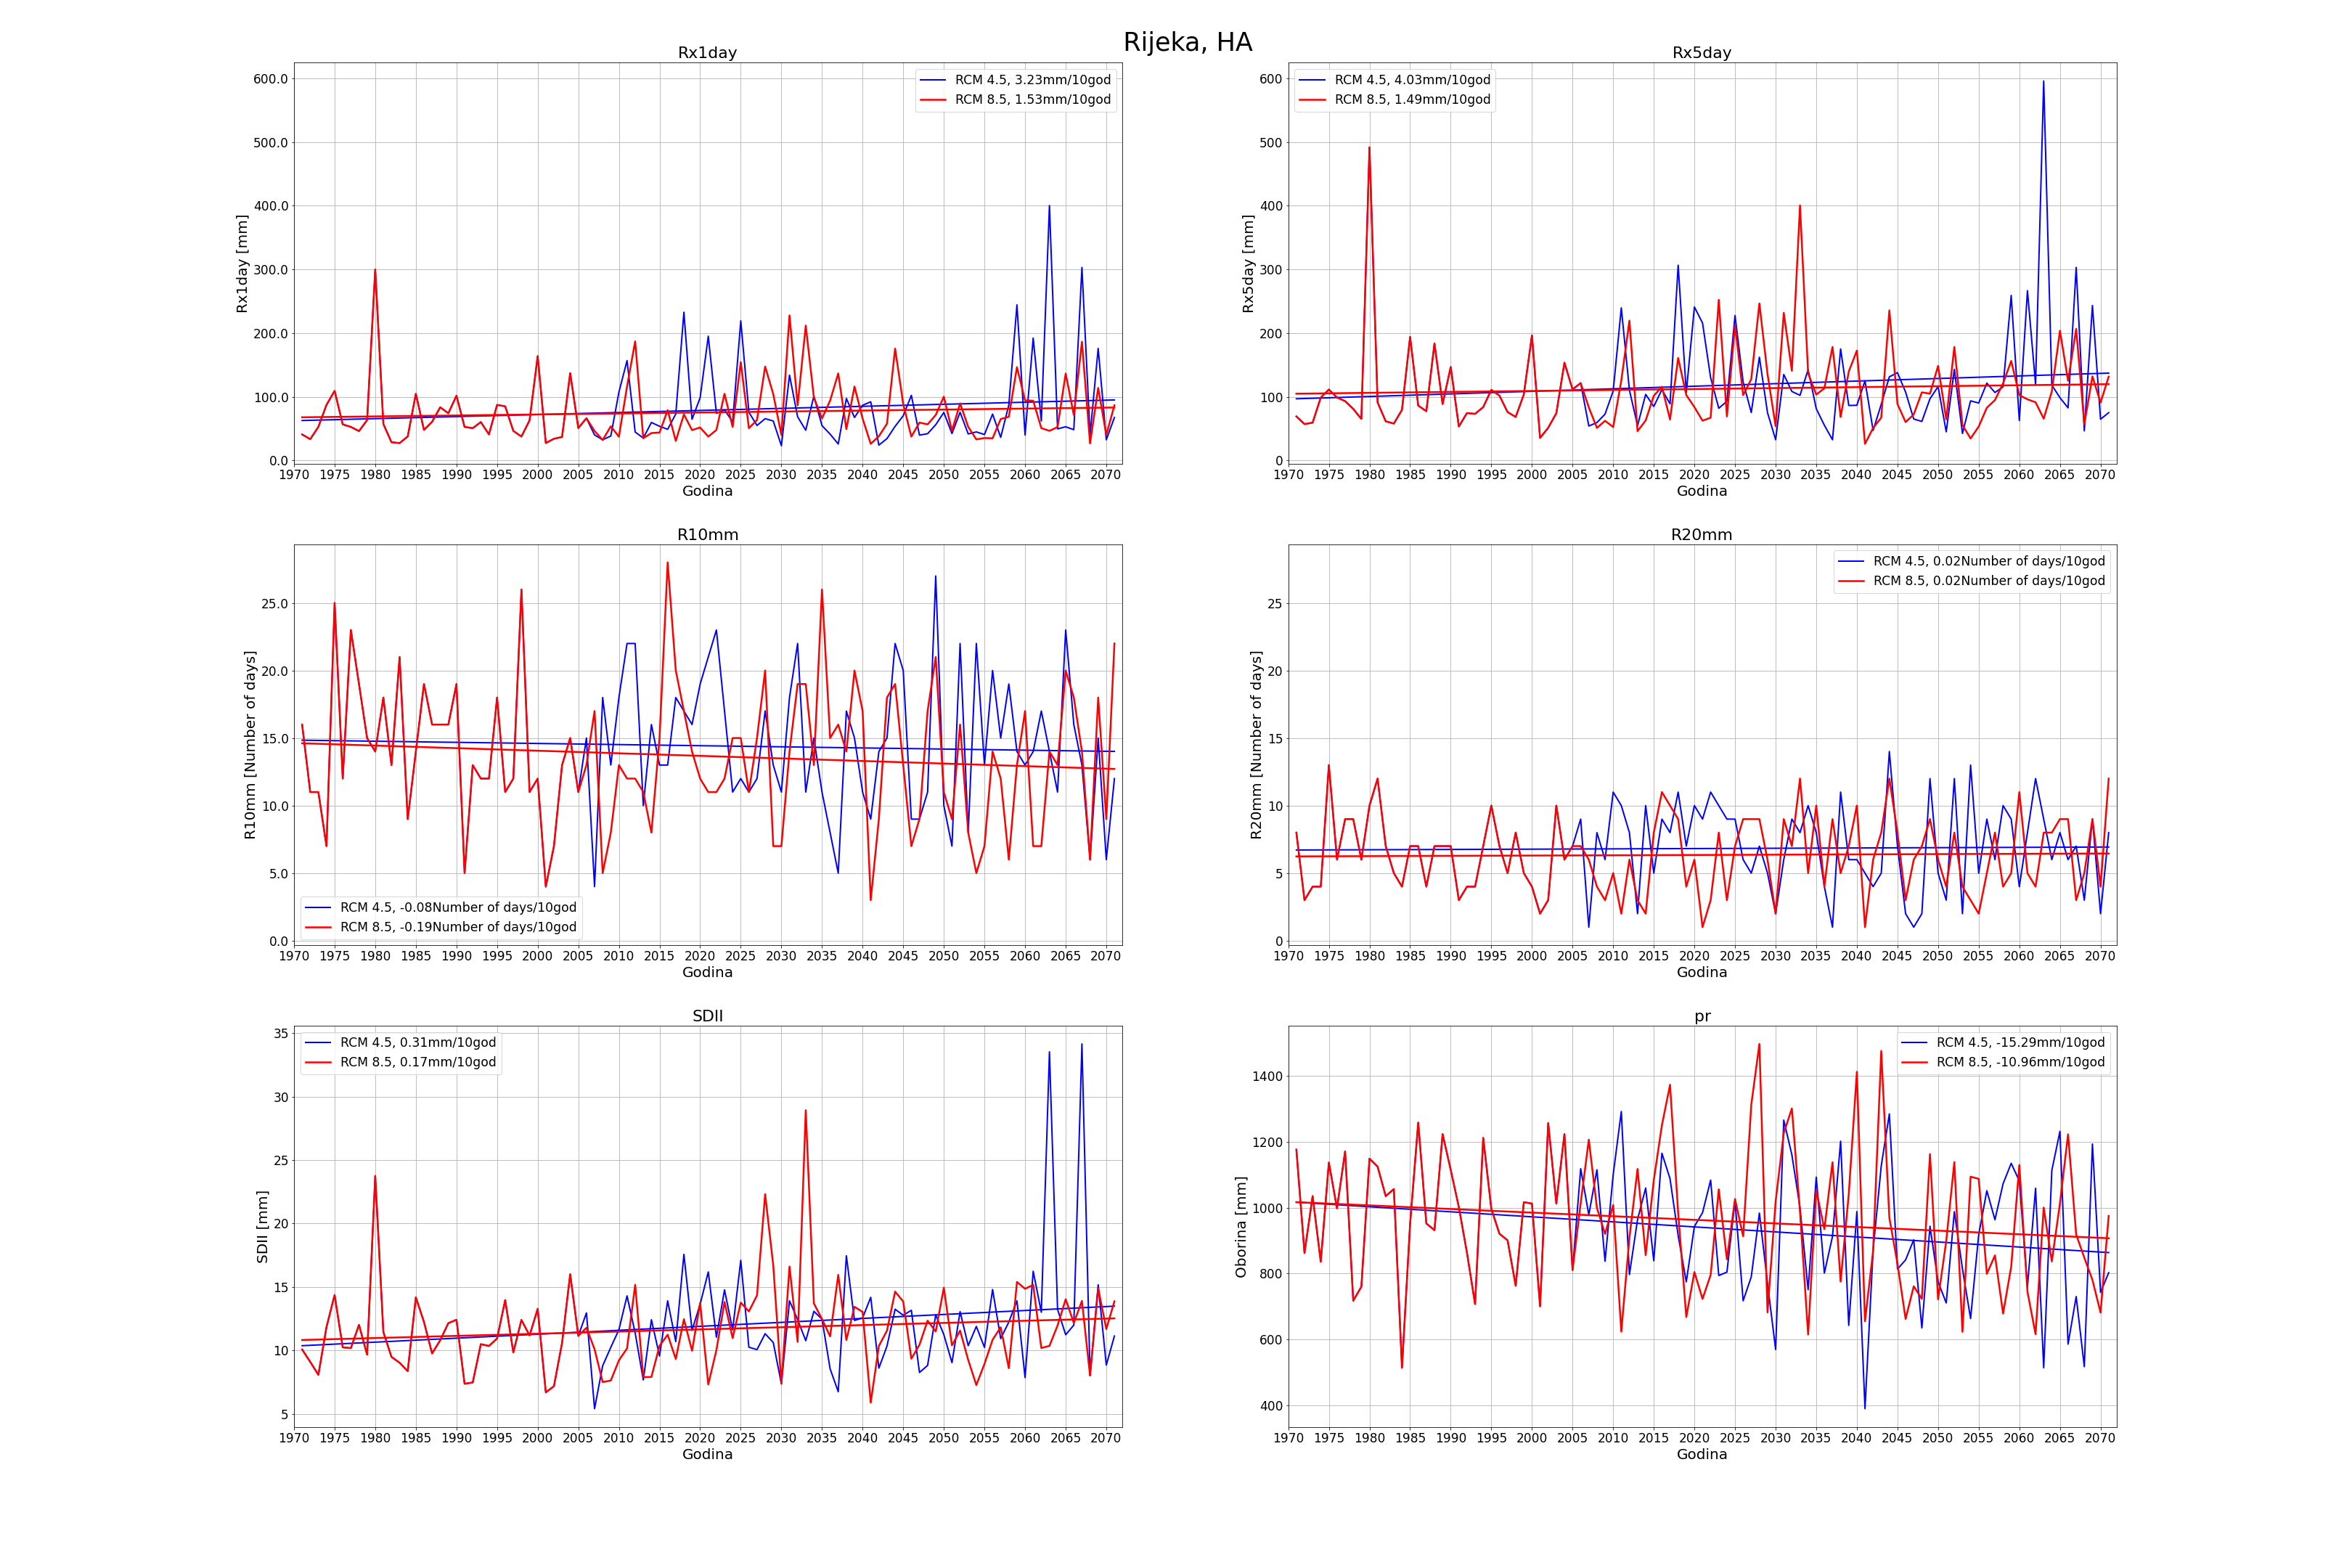 Rijeka, HA
Rx1day
600.0
500.0
400.0
300.0
200.0
100.0
0.0
Rx1day [mm]
RCM 4.5, 3.23mm/10god
RCM 8.5, 1.53mm/10god
1970 1975 1980 1985 1990 1995 2000 2005 2010 2015 2020 2025 2030 2035 2040 2045 2050 2055 2060 2065 2070
Godina
Rx5day
600
500
400
300
200
100
0
Rx5day [mm]
RCM 4.5, 4.03mm/10god
RCM 8.5, 1.49mm/10god
1970 1975 1980 1985 1990 1995 2000 2005 2010 2015 2020 2025 2030 2035 2040 2045 2050 2055 2060 2065 2070
Godina
R10mm
25.0
20.0
15.0
10.0
5.0
0.0
R10mm [Number of days]
RCM 4.5, -0.08Number of days/10god
RCM 8.5, -0.19Number of days/10god
1970 1975 1980 1985 1990 1995 2000 2005 2010 2015 2020 2025 2030 2035 2040 2045 2050 2055 2060 2065 2070
Godina
R20mm
25
20
15
10
5
0
R20mm [Number of days]
RCM 4.5, 0.02Number of days/10god
RCM 8.5, 0.02Number of days/10god
1970 1975 1980 1985 1990 1995 2000 2005 2010 2015 2020 2025 2030 2035 2040 2045 2050 2055 2060 2065 2070
Godina
SDII
35
30
25
20
15
10
5
SDII [mm]
RCM 4.5, 0.31mm/10god
RCM 8.5, 0.17mm/10god
1970 1975 1980 1985 1990 1995 2000 2005 2010 2015 2020 2025 2030 2035 2040 2045 2050 2055 2060 2065 2070
Godina
pr
1400
1200
1000
800
600
400
Oborina [mm]
RCM 4.5, -15.29mm/10god
RCM 8.5, -10.96mm/10god
1970 1975 1980 1985 1990 1995 2000 2005 2010 2015 2020 2025 2030 2035 2040 2045 2050 2055 2060 2065 2070
Godina